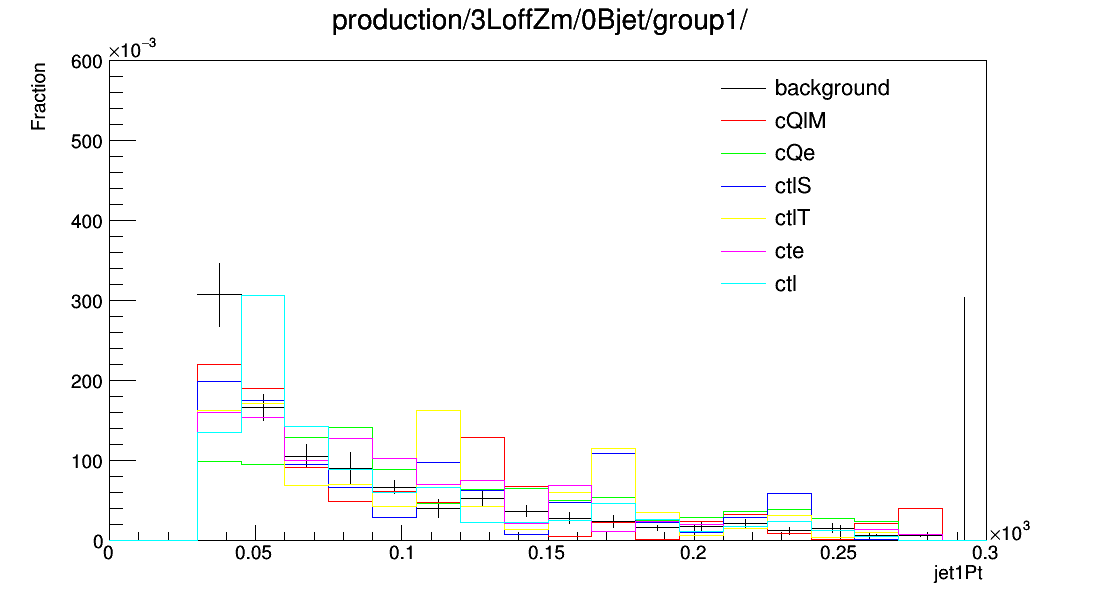 production/3LoffZm/0Bjet/group1/
×10⁻³
600
500
400
300
200
100
0
Fraction
background
cQlM
cQe
ctlS
ctlT
cte
ctl
0 0.05 0.1 0.15 0.2 0.25 0.3
×10³
jet1Pt